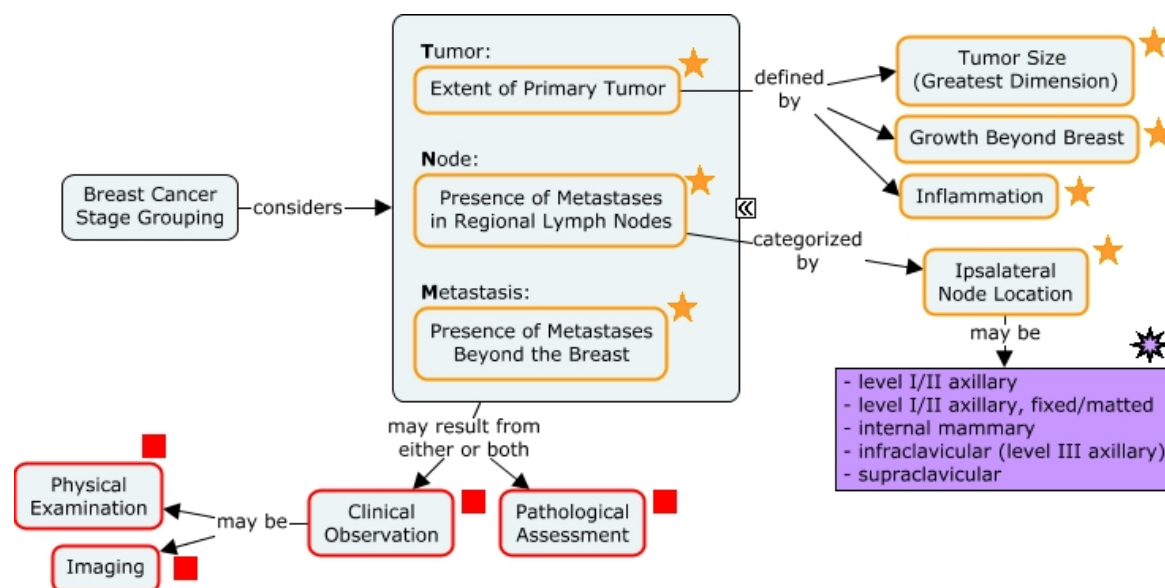 Breast Cancer
Stage Grouping
considers
Tumor:
Extent of Primary Tumor
Node:
Presence of Metastases
in Regional Lymph Nodes
Metastasis:
Presence of Metastases
Beyond the Breast
defined
by
Tumor Size
(Greatest Dimension)
Growth Beyond Breast
Inflammation
categorized
by
Ipsalateral
Node Location
may be
- level I/II axillary
- level I/II axillary, fixed/matted
- internal mammary
- infraclavicular (level III axillary)
- supraclavicular
may result from
either or both
Clinical
Observation
Pathological
Assessment
may be
Physical
Examination
Imaging